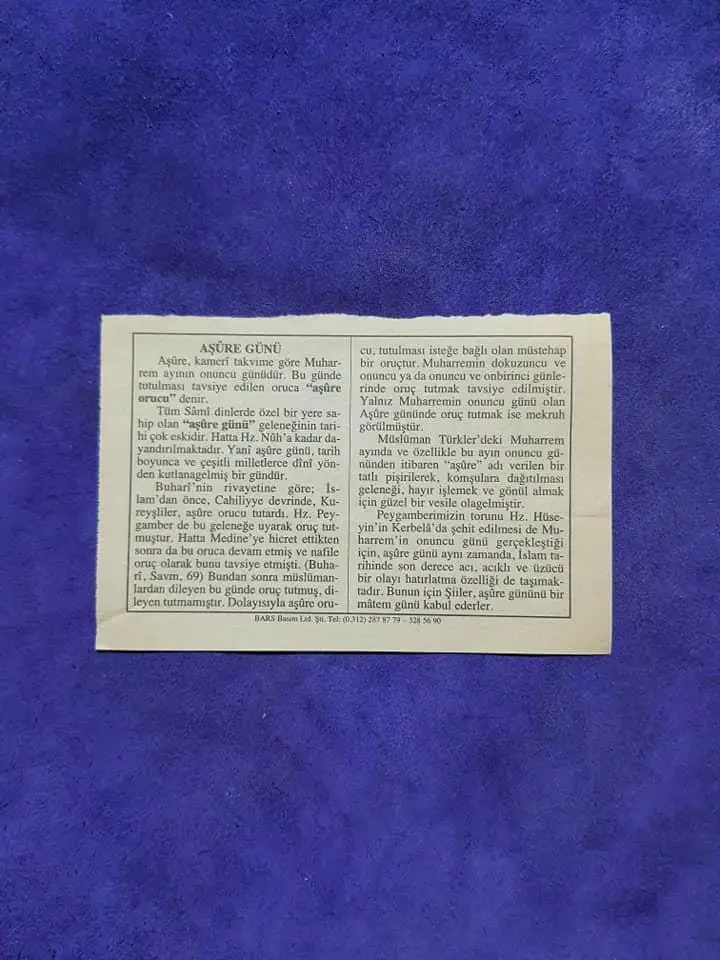 AŞÛRE GÜNÜ
Aşûre, kamerî takvime göre Muhar-
rem ayının onuncu günüdür. Bu günde
tutulması tavsiye edilen oruca “aşûre
orucu” denir.
Tüm Sâmî dinlerde özel bir yere sa-
hip olan “aşûre günü” geleneğinin tari-
hi çok eskidir. Hatta Hz. Nûh’a kadar da-
yandırılmaktadır. Yanî aşûre günü, tarih
boyunca ve çeşitli milletlerce dînî yön-
den kutlanagelmiş bir gündür.
Buharî’nin rivayetine göre; İs-
lam’dan önce, Cahiliyye devrinde, Ku-
reyşliler, aşûre orucu tutardı. Hz. Pey-
gamber de bu geleneğe uyarak oruç tut-
muştur. Hatta Medine’ye hicret ettikten
sonra da bu oruca devam etmiş ve nafile
oruç olarak bunu tavsiye etmişti. (Buha-
rî, Savm, 69) Bundan sonra müslüman-
lardan dileyen bu günde oruç tutmuş, di-
leyen tutmamıştır. Dolayısıyla aşûre oru-
cu, tutulması isteğe bağlı olan müstehap
bir oruçtur. Muharremin dokuzuncu ve
onuncu ya da onuncu ve onbirinci günle-
rinde oruç tutmak tavsiye edilmiştir.
Yalnız Muharremin onuncu günü olan
Aşûre gününde oruç tutmak ise mekruh
görülmüştür.
Müslüman Türkler’deki Muharrem
ayında ve özellikle bu ayın onuncu gü-
nünden itibaren “aşure” adı verilen bir
tatlı pişirilerek, komşulara dağıtılması
geleneği, hayır işlemek ve gönül almak
için güzel bir vesile olagelmiştir.
Peygamberimizin torunu Hz. Hüse-
yin’in Kerbelâ’da şehit edilmesi de Mu-
harrem’in onuncu günü gerçekleştiği
için, aşûre günü aynı zamanda, İslam ta-
rihinde son derece acı, acıklı ve üzücü
bir olayı hatırlatma özelliği de taşımak-
tadır. Bunun için Şiiler, aşûre gününü bir
mâtem günü kabul ederler.
BARS Basım Ltd. Şti. Tel: (0.312) 287 87 79 – 328 56 90